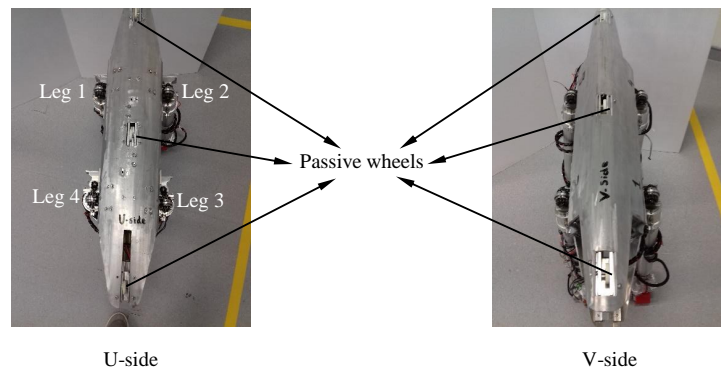 Leg 1
Leg 2
Passive wheels
Leg 4
Leg 3
U-side
V-side
U-side
V-side